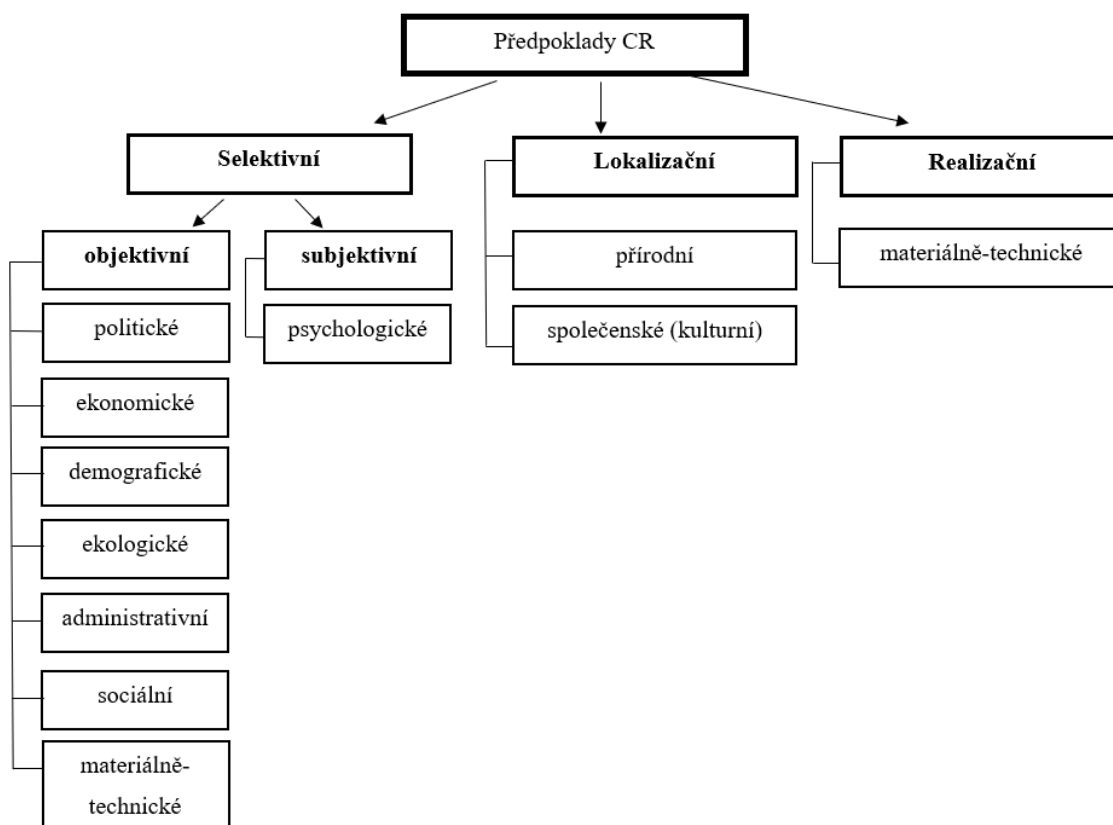 Předpoklady CR
Selektivní
Lokalizační
Realizační
objektivní
subjektivní
přírodní
materiálně-technické
politické
psychologické
společenské (kulturní)
ekonomické
demografické
ekologické
administrativní
sociální
materiálně-
technické